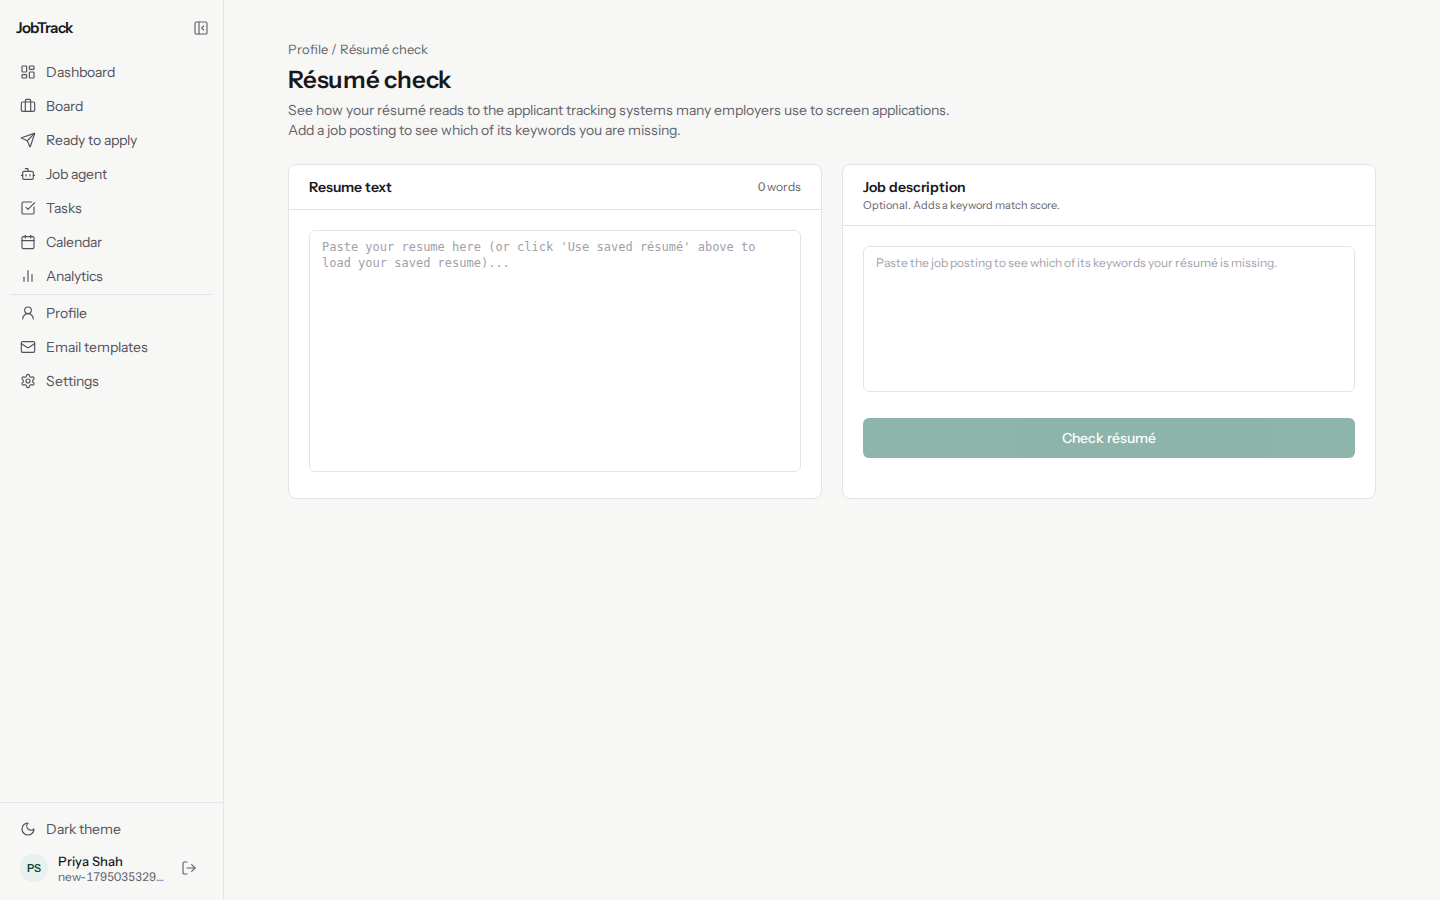 JobTrack
Dashboard
Board
Ready to apply
Job agent
Tasks
Calendar
Analytics
Profile
Email templates
Settings
Dark theme
PS
Priya Shah
new-1795035329...
Profile / Résumé check
Résumé check
See how your résumé reads to the applicant tracking systems many employers use to screen applications.
Add a job posting to see which of its keywords you are missing.
Resume text
0 words
Paste your resume here (or click 'Use saved résumé' above to
load your saved resume)...
Job description
Optional. Adds a keyword match score.
Paste the job posting to see which of its keywords your résumé is missing.
Check résumé